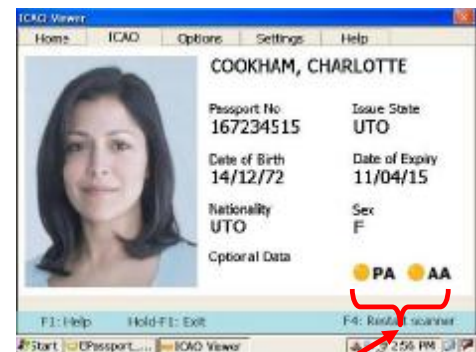 ICAO Viewer
Home ICAO Options Settings Help
COOKHAM, CHARLOTTE
Passport No Issue State
167234515 UTO
Date of Birth Date of Expiry
14/12/72 11/04/15
Nationality Sex
UTO F
Optional Data
PA AA
F1: Help Hold-F1: Exit F4: Restart scanner
Start ICAO Viewer 2:56 PM